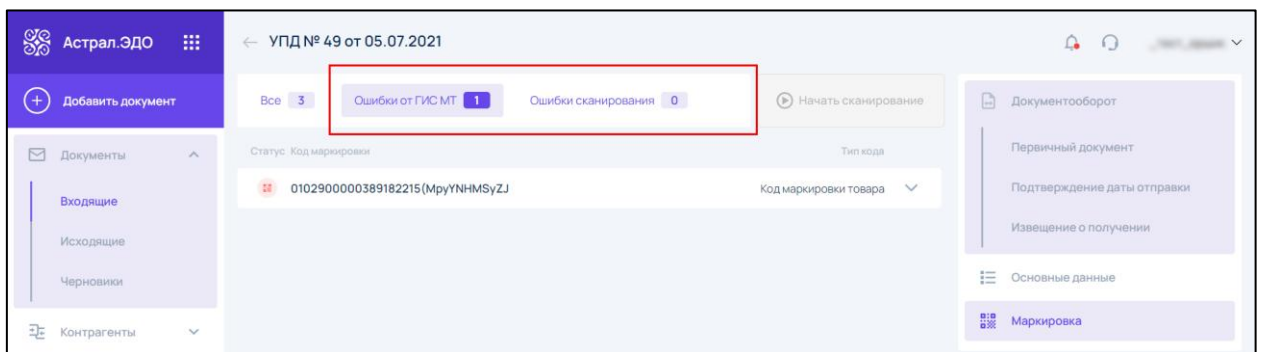 Астрал.ЭДО
← УПД № 49 от 05.07.2021
Добавить документ
Все 3 Ошибки от ГИС МТ 1 Ошибки сканирования 0 Начать сканирование
Документы
Входящие
Исходящие
Черновики
Контрагенты
Статус Код маркировки Тип кода
0102900000389182215(MpyYNHMSyZJ Код маркировки товара
Документооборот
Первичный документ
Подтверждение даты отправки
Извещение о получении
Основные данные
Маркировка